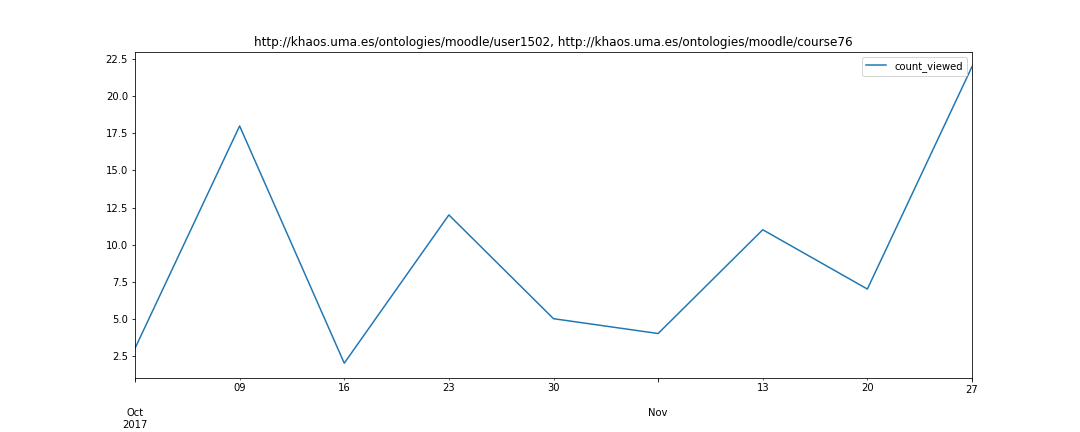 http://khaos.uma.es/ontologies/moodle/user1502, http://khaos.uma.es/ontologies/moodle/course76
count_viewed
22.5
20.0
17.5
15.0
12.5
10.0
7.5
5.0
2.5
09 16 23 30 13 20 27
Oct Nov
2017